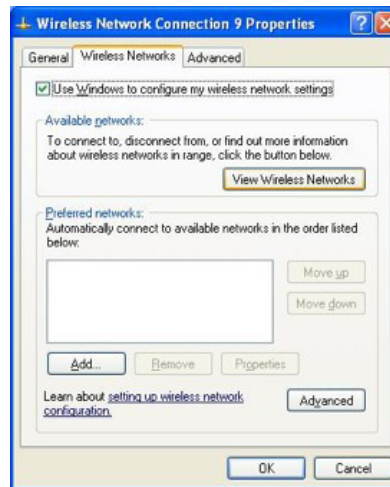 Wireless Network Connection 9 Properties
General Wireless Networks Advanced
Use Windows to configure my wireless network settings
Available networks:
To connect to, disconnect from, or find out more information
about wireless networks in range, click the button below.
View Wireless Networks
Preferred networks:
Automatically connect to available networks in the order listed
below:
Move up
Move down
Add... Remove Properties
Learn about setting up wireless network
configuration.
Advanced
OK Cancel